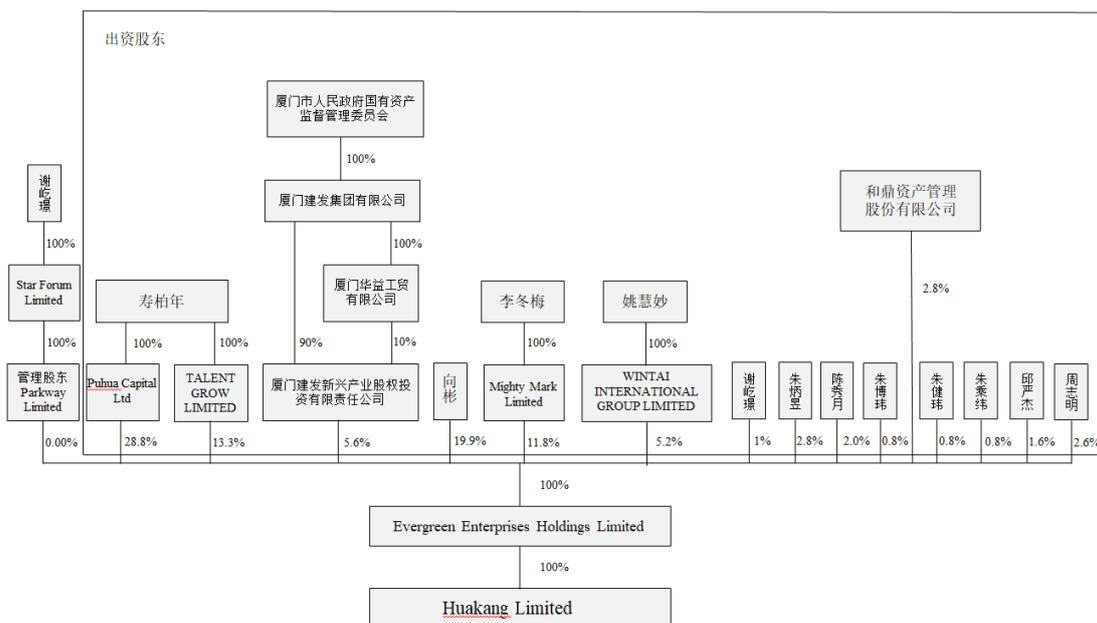 出资股东
厦门市人民政府国有资产
监督管理委员会
100%
谢屹璟
厦门建发集团有限公司
和鼎资产管理
股份有限公司
100%
100%
Star Forum
Limited
寿柏年
厦门华益工贸
有限公司
李冬梅
姚慧妙
2.8%
100%
100%
100%
90%
10%
100%
100%
管理股东
Parkway
Limited
Puhua Capital
Ltd
TALENT
GROW
LIMITED
厦门建发新兴产业股权投
资有限责任公司
向彬
Mighty Mark
Limited
WINTAI
INTERNATIONAL
GROUP LIMITED
谢屹璟
朱炳昱
陈秀月
朱博玮
朱健玮
朱乘纬
邱严杰
周志明
0.00%
28.8%
13.3%
5.6%
19.9%
11.8%
5.2%
1%
2.8%
2.0%
0.8%
0.8%
0.8%
1.6%
2.6%
100%
Evergreen Enterprises Holdings Limited
100%
Huakang Limited